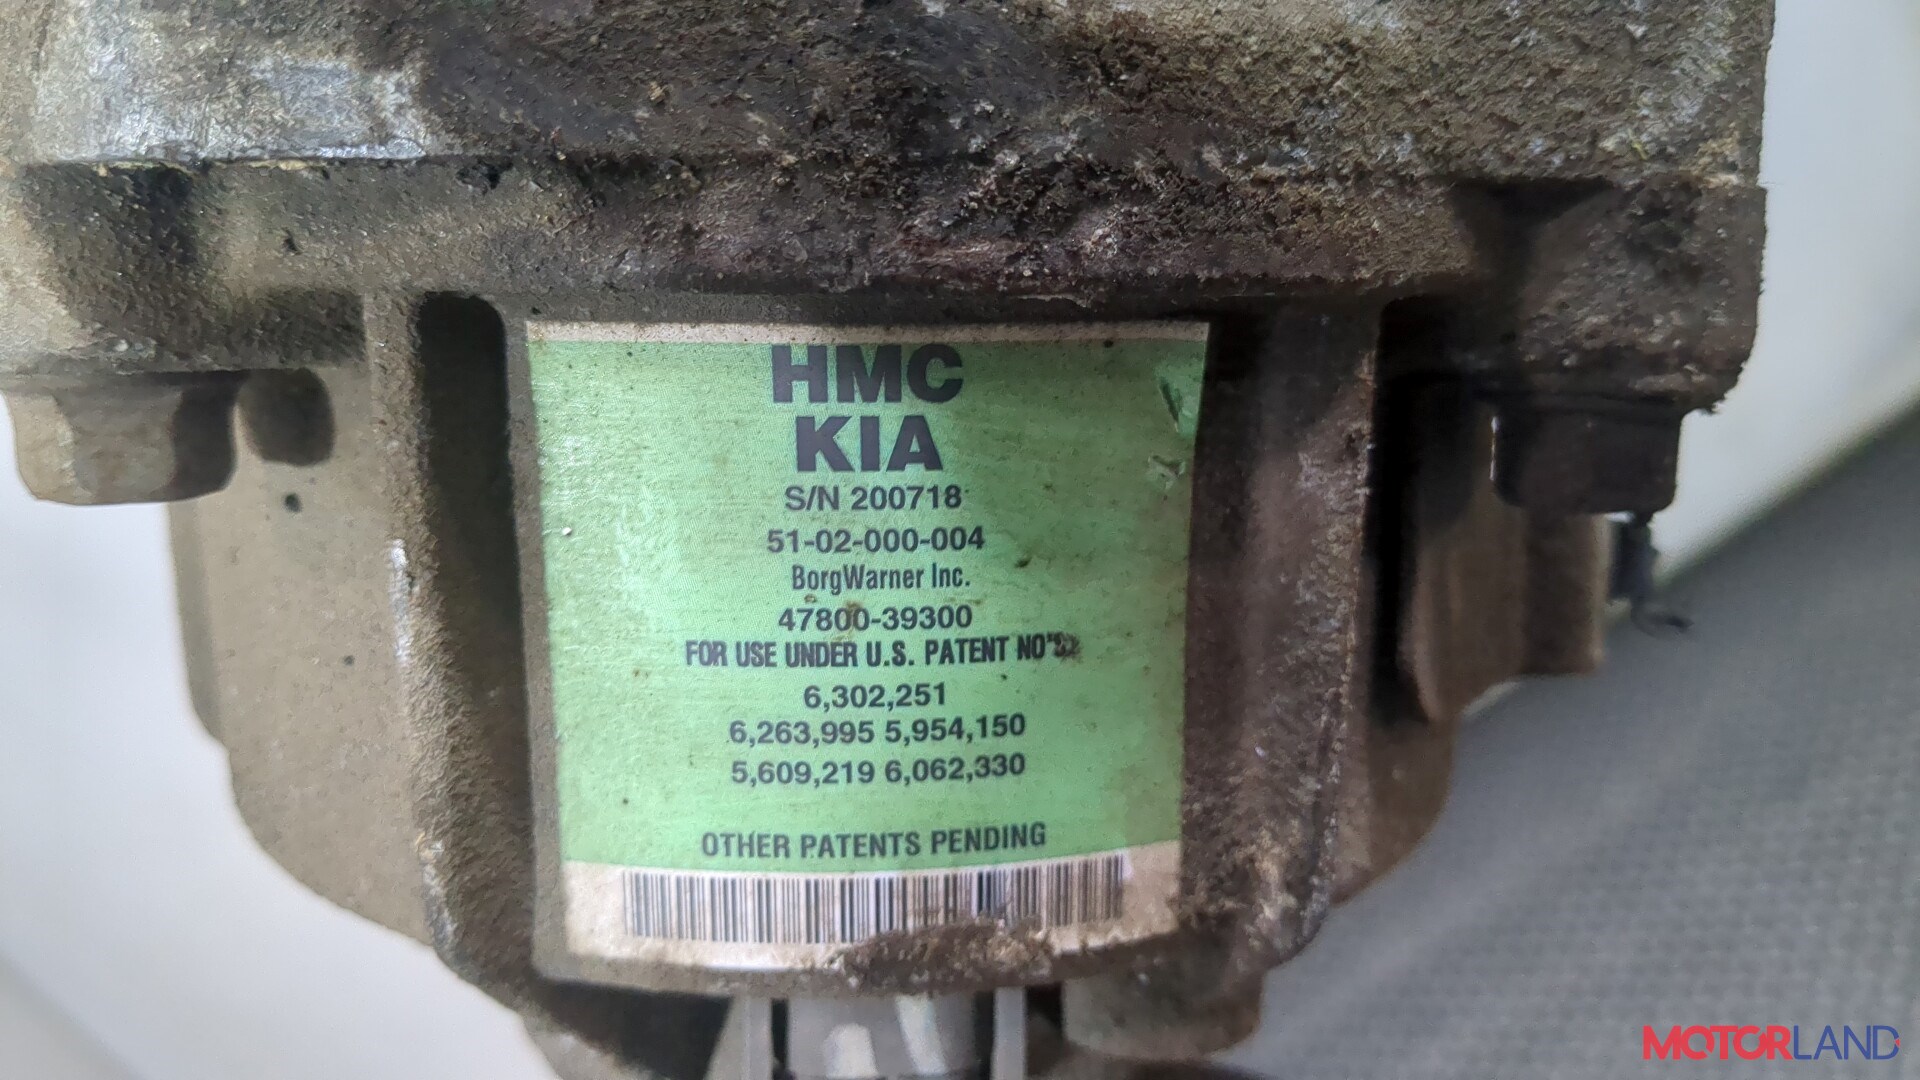 HMC
KIA
S/N 200718
51-02-000-004
BorgWarner Inc.
47800-39300
FOR USE UNDER U.S. PATENT
6,302,251
6,263,995 5,954,150
5,609,219 6,062,330
OTHER PATENTS PENDING
MOTORLAND